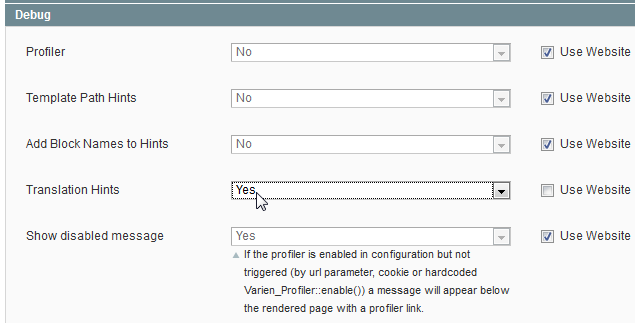 Debug
Profiler No Use Website
Template Path Hints No Use Website
Add Block Names to Hints No Use Website
Translation Hints Yes Use Website
Show disabled message Yes Use Website
▲ If the profiler is enabled in configuration but not
triggered (by url parameter, cookie or hardcoded
Varien_Profiler::enable()) a message will appear below
the rendered page with a profiler link.